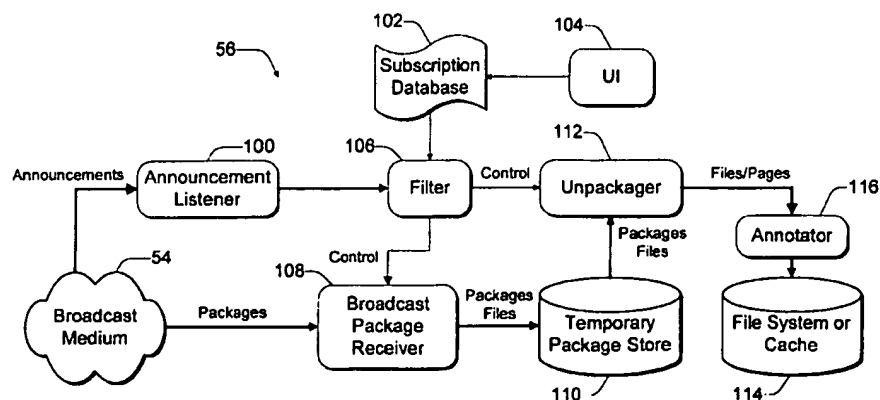 102
104
56
Subscription
Database
UI
100
106
112
Announcements
Announcement
Listener
Filter
Control
Unpackager
Files/Pages
116
Annotator
Packages
Files
54
Control
108
Broadcast
Medium
Packages
Broadcast
Package
Receiver
Packages
Files
Temporary
Package Store
File System or
Cache
110
114